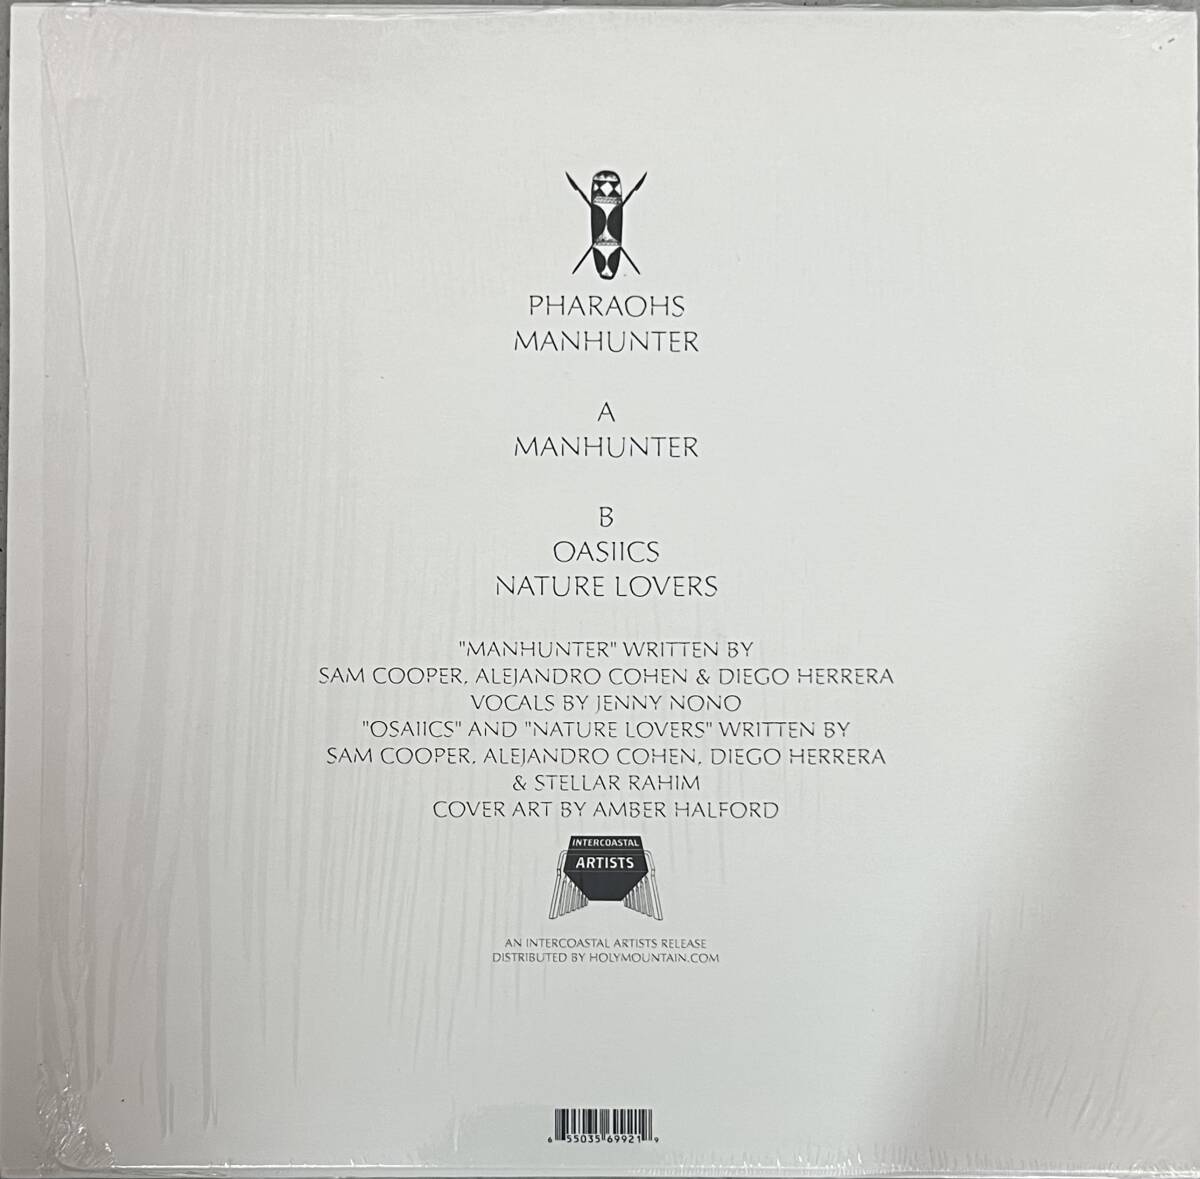 PHARAOHS
MANHUNTER
A
MANHUNTER
B
OASIICS
NATURE LOVERS
"MANHUNTER" WRITTEN BY
SAM COOPER, ALEJANDRO COHEN & DIEGO HERRERA
VOCALS BY JENNY NONO
"OSAIICS" AND "NATURE LOVERS" WRITTEN BY
SAM COOPER, ALEJANDRO COHEN, DIEGO HERRERA
& STELLAR RAHIM
COVER ART BY AMBER HALFORD
INTERCOASTAL
ARTISTS
AN INTERCOASTAL ARTISTS RELEASE
DISTRIBUTED BY HOLYMOUNTAIN.COM
6 55035 69921 9